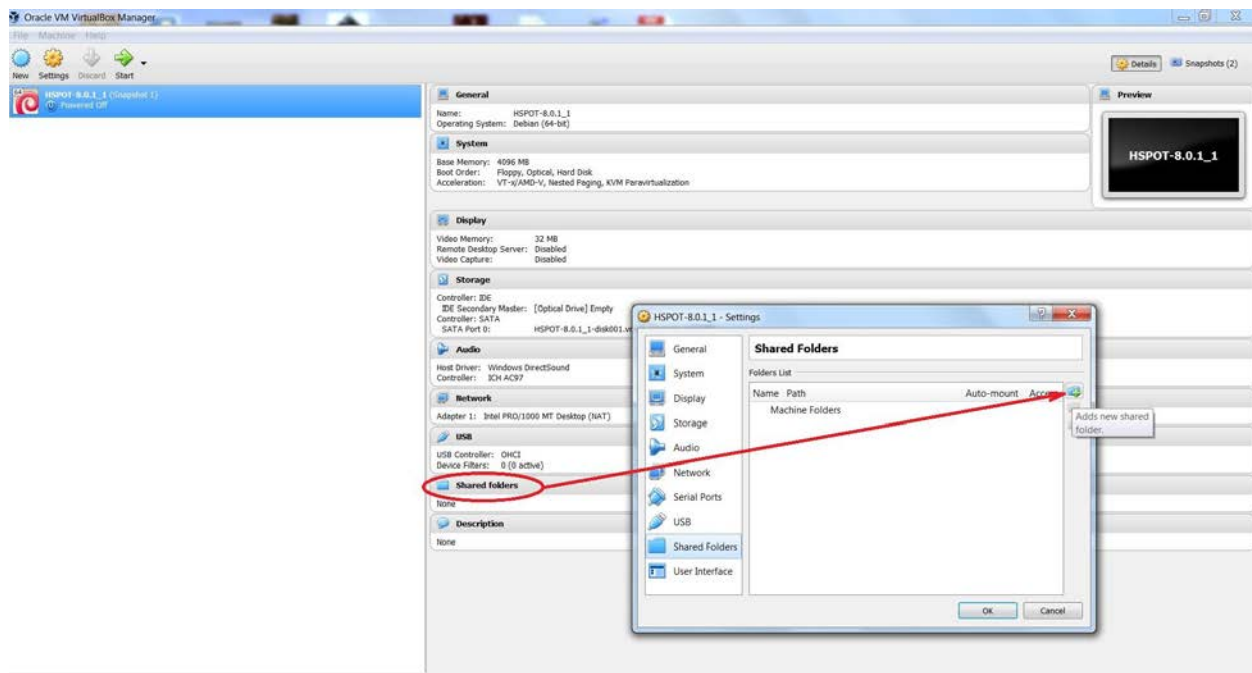 Oracle VM VirtualBox Manager
File Machine Help
New Settings Discard Start
Details Snapshots (2)
HSPOT-8.0.1_1 (Snapshot 1)
Powered Off
General
Name: HSPOT-8.0.1_1
Operating System: Debian (64-bit)
Preview
HSPOT-8.0.1_1
System
Base Memory: 4096 MB
Boot Order: Floppy, Optical, Hard Disk
Acceleration: VT-x/AMD-V, Nested Paging, KVM Paravirtualization
Display
Video Memory: 32 MB
Remote Desktop Server: Disabled
Video Capture: Disabled
Storage
Controller: IDE
IDE Secondary Master: [Optical Drive] Empty
Controller: SATA
SATA Port 0: HSPOT-8.0.1_1-disk001.v
Audio
Host Driver: Windows DirectSound
Controller: ICH AC97
Network
Adapter 1: Intel PRO/1000 MT Desktop (NAT)
USB
USB Controller: OHCI
Device Filters: 0 (0 active)
Shared folders
None
Description
None
HSPOT-8.0.1_1 - Settings
General
System
Display
Storage
Audio
Network
Serial Ports
USB
Shared Folders
User Interface
Shared Folders
Folders List
Name Path Auto-mount Acce
Machine Folders
Adds new shared
folder.
OK Cancel